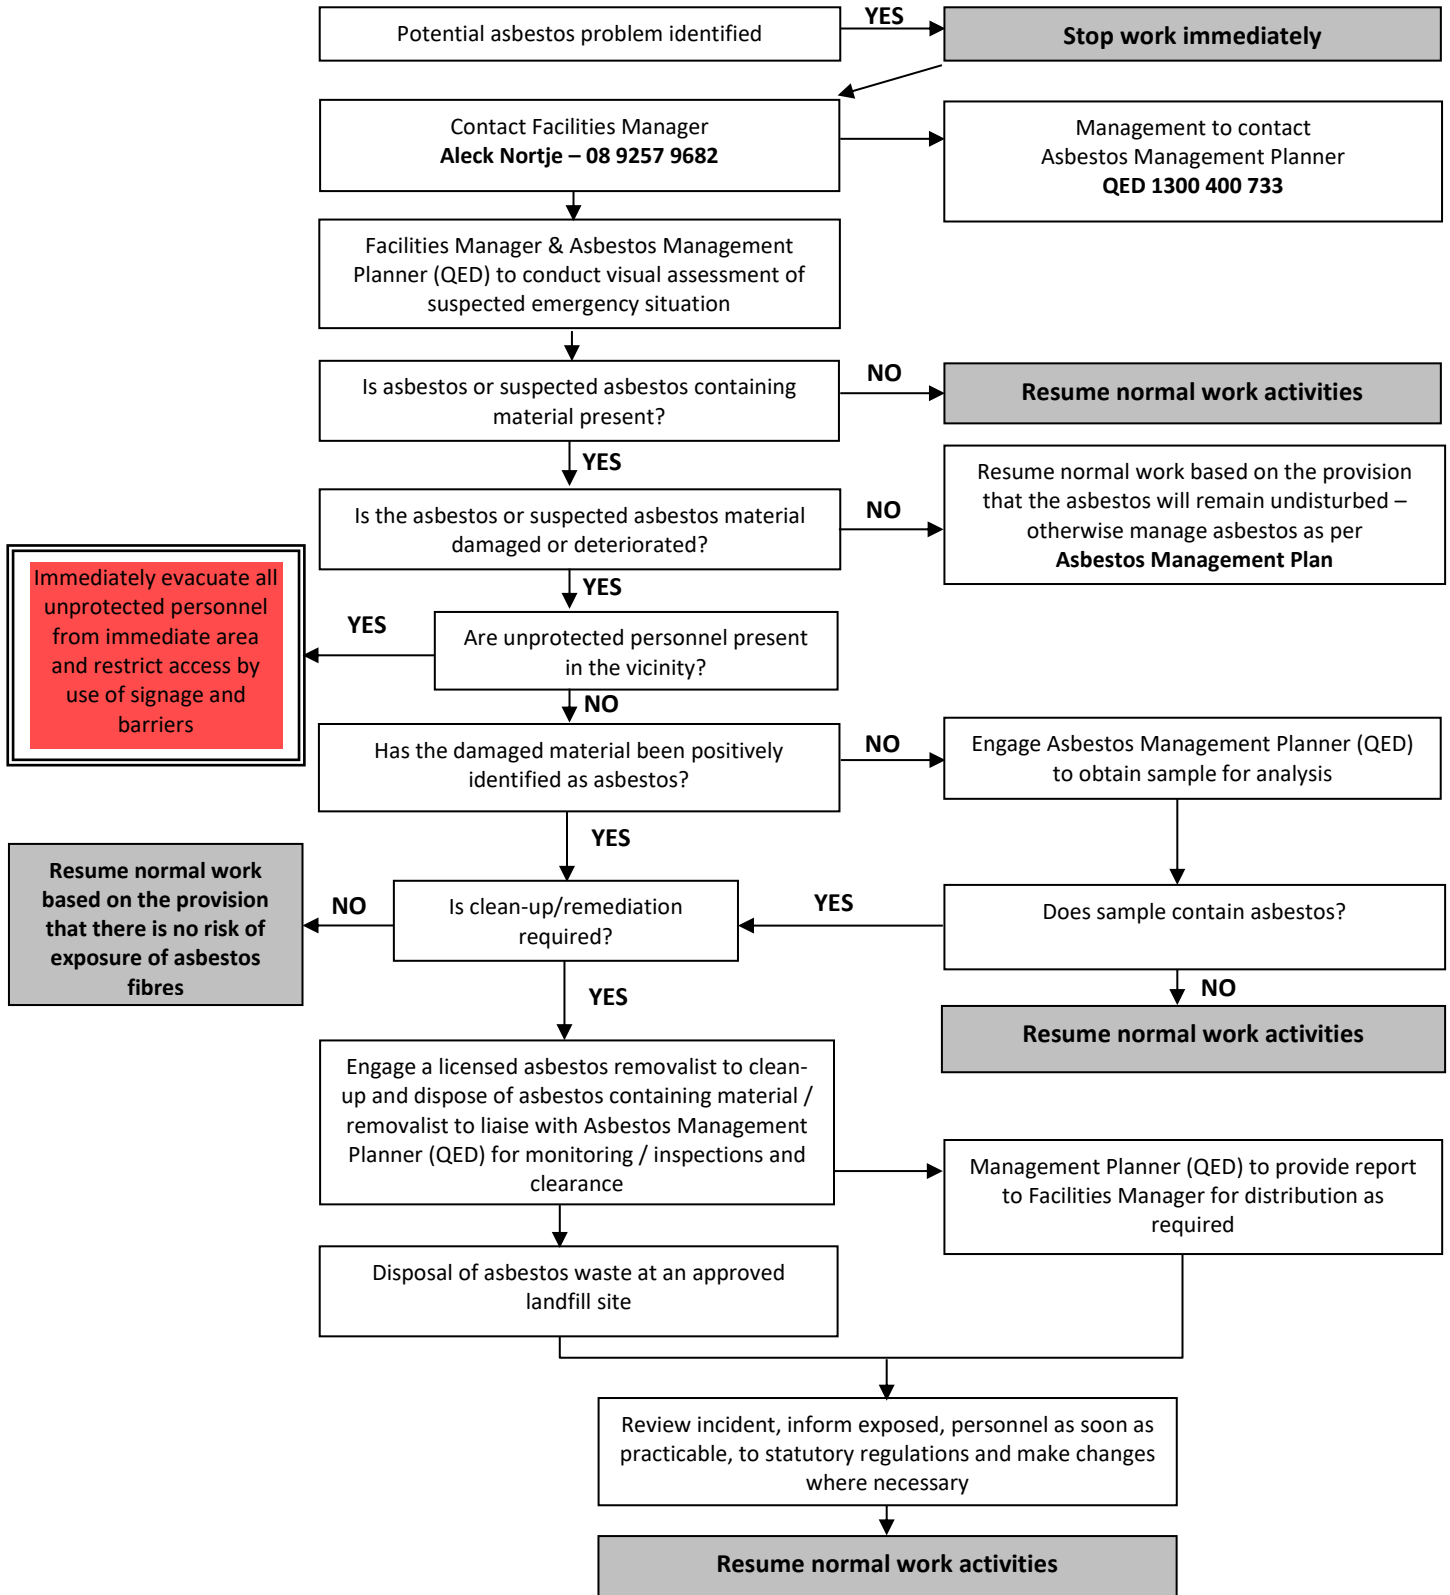 Potential asbestos problem identified
YES
Stop work immediately
Contact Facilities Manager
Aleck Nortje – 08 9257 9682
Management to contact
Asbestos Management Planner
QED 1300 400 733
Facilities Manager & Asbestos Management
Planner (QED) to conduct visual assessment of
suspected emergency situation
Is asbestos or suspected asbestos containing
material present?
NO
Resume normal work activities
YES
Is the asbestos or suspected asbestos material
damaged or deteriorated?
NO
Resume normal work based on the provision
that the asbestos will remain undisturbed –
otherwise manage asbestos as per
Asbestos Management Plan
YES
Are unprotected personnel present
in the vicinity?
YES
Immediately evacuate all
unprotected personnel
from immediate area
and restrict access by
use of signage and
barriers
NO
Has the damaged material been positively
identified as asbestos?
NO
Engage Asbestos Management Planner (QED)
to obtain sample for analysis
YES
Does sample contain asbestos?
YES
Is clean-up/remediation
required?
NO
Resume normal work
based on the provision
that there is no risk of
exposure of asbestos
fibres
NO
Resume normal work activities
YES
Engage a licensed asbestos removalist to clean-
up and dispose of asbestos containing material /
removalist to liaise with Asbestos Management
Planner (QED) for monitoring / inspections and
clearance
Management Planner (QED) to provide report
to Facilities Manager for distribution as
required
Disposal of asbestos waste at an approved
landfill site
Review incident, inform exposed, personnel as soon as
practicable, to statutory regulations and make changes
where necessary
Resume normal work activities